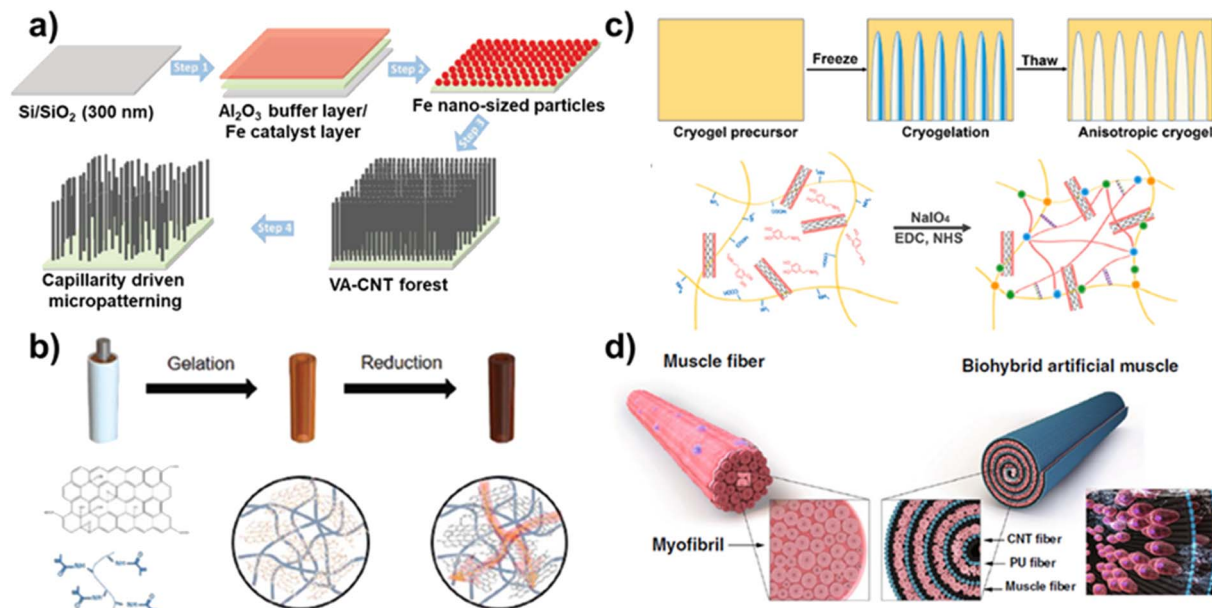 a)
Step 1
Step 2
Si/SiO₂ (300 nm)
Al₂O₃ buffer layer/
Fe catalyst layer
Fe nano-sized particles
Step 3
Step 4
Capillarity driven
micropatterning
VA-CNT forest
b)
Gelation
Reduction
c)
Freeze
Thaw
Cryogel precursor
Cryogelation
Anisotropic cryogel
NaIO₄
EDC, NHS
d)
Muscle fiber
Biohybrid artificial muscle
Myofibril
CNT fiber
PU fiber
Muscle fiber